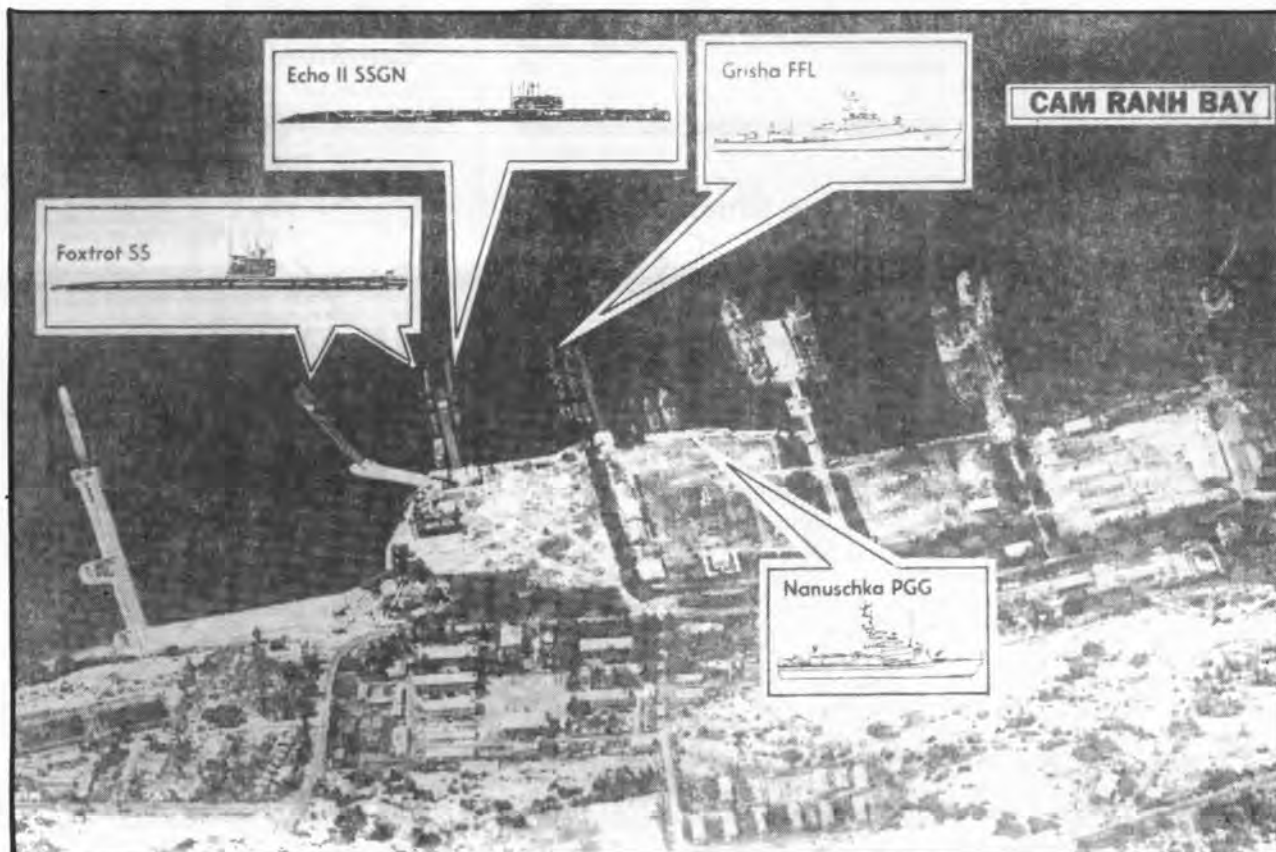 Echo II SSGN
Grisha FFL
CAM RANH BAY
Foxtrot SS
Nanuschka PGG